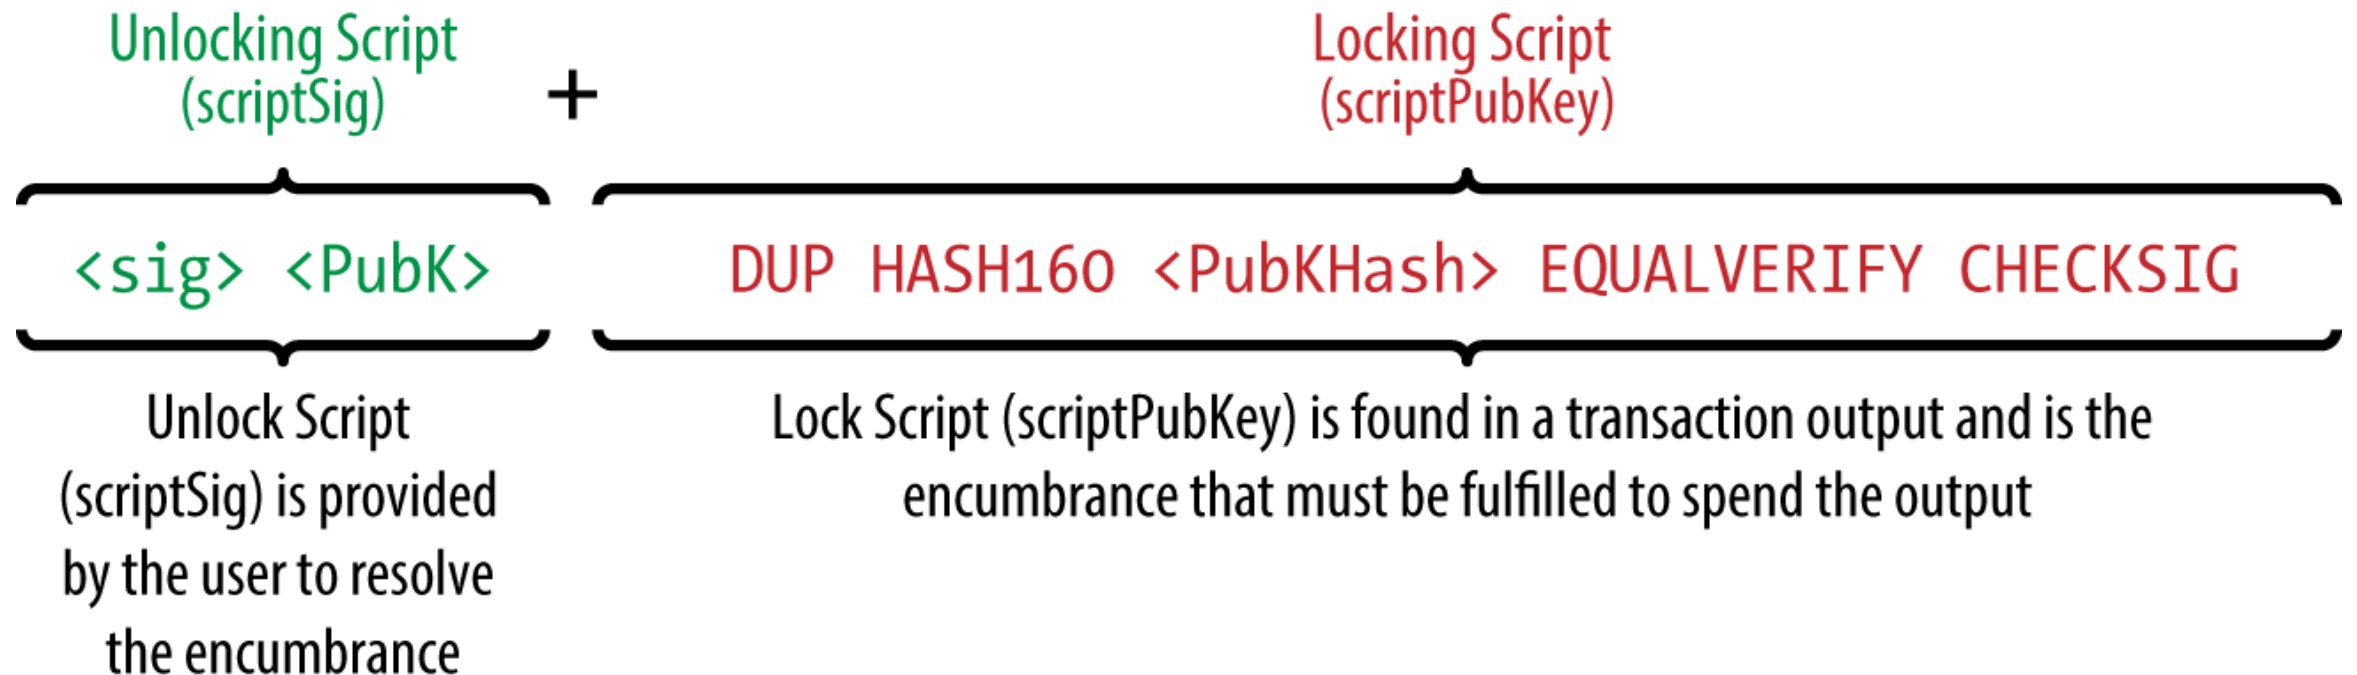 Unlocking Script
(scriptSig)
+
Locking Script
(scriptPubKey)
<sig> <PubK>
DUP HASH160 <PubKHash> EQUALVERIFY CHECKSIG
Unlock Script
(scriptSig) is provided
by the user to resolve
the encumbrance
Lock Script (scriptPubKey) is found in a transaction output and is the
encumbrance that must be fulfilled to spend the output